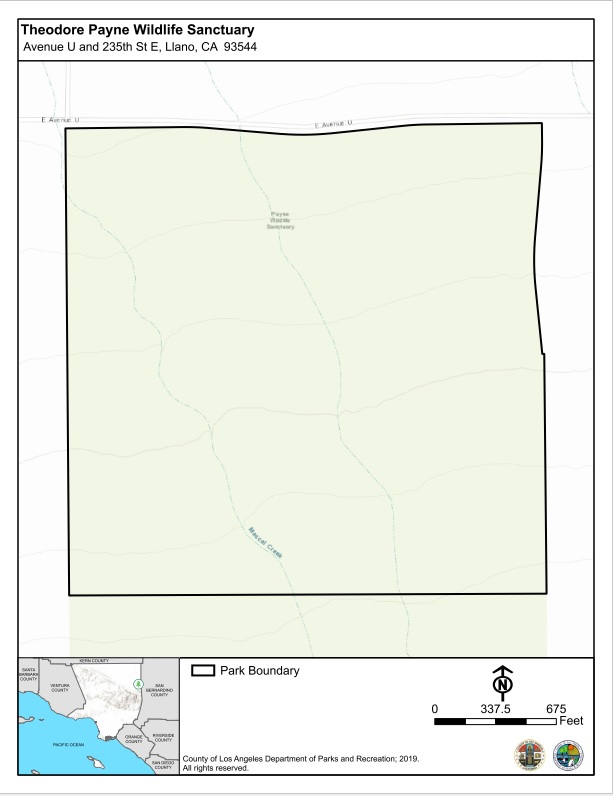 Theodore Payne Wildlife Sanctuary
Avenue U and 235th St E, Llano, CA 93544
E Avenue U
E Avenue U
Payne
Wildlife
Sanctuary
Mescal Creek
KERN COUNTY
SANTA
BARBARA
COUNTY
VENTURA
COUNTY
SAN
BERNARDINO
COUNTY
ORANGE
COUNTY
RIVERSIDE
COUNTY
SAN DIEGO
COUNTY
PACIFIC OCEAN
Park Boundary
N
0 337.5 675
Feet
County of Los Angeles Department of Parks and Recreation; 2019.
All rights reserved.